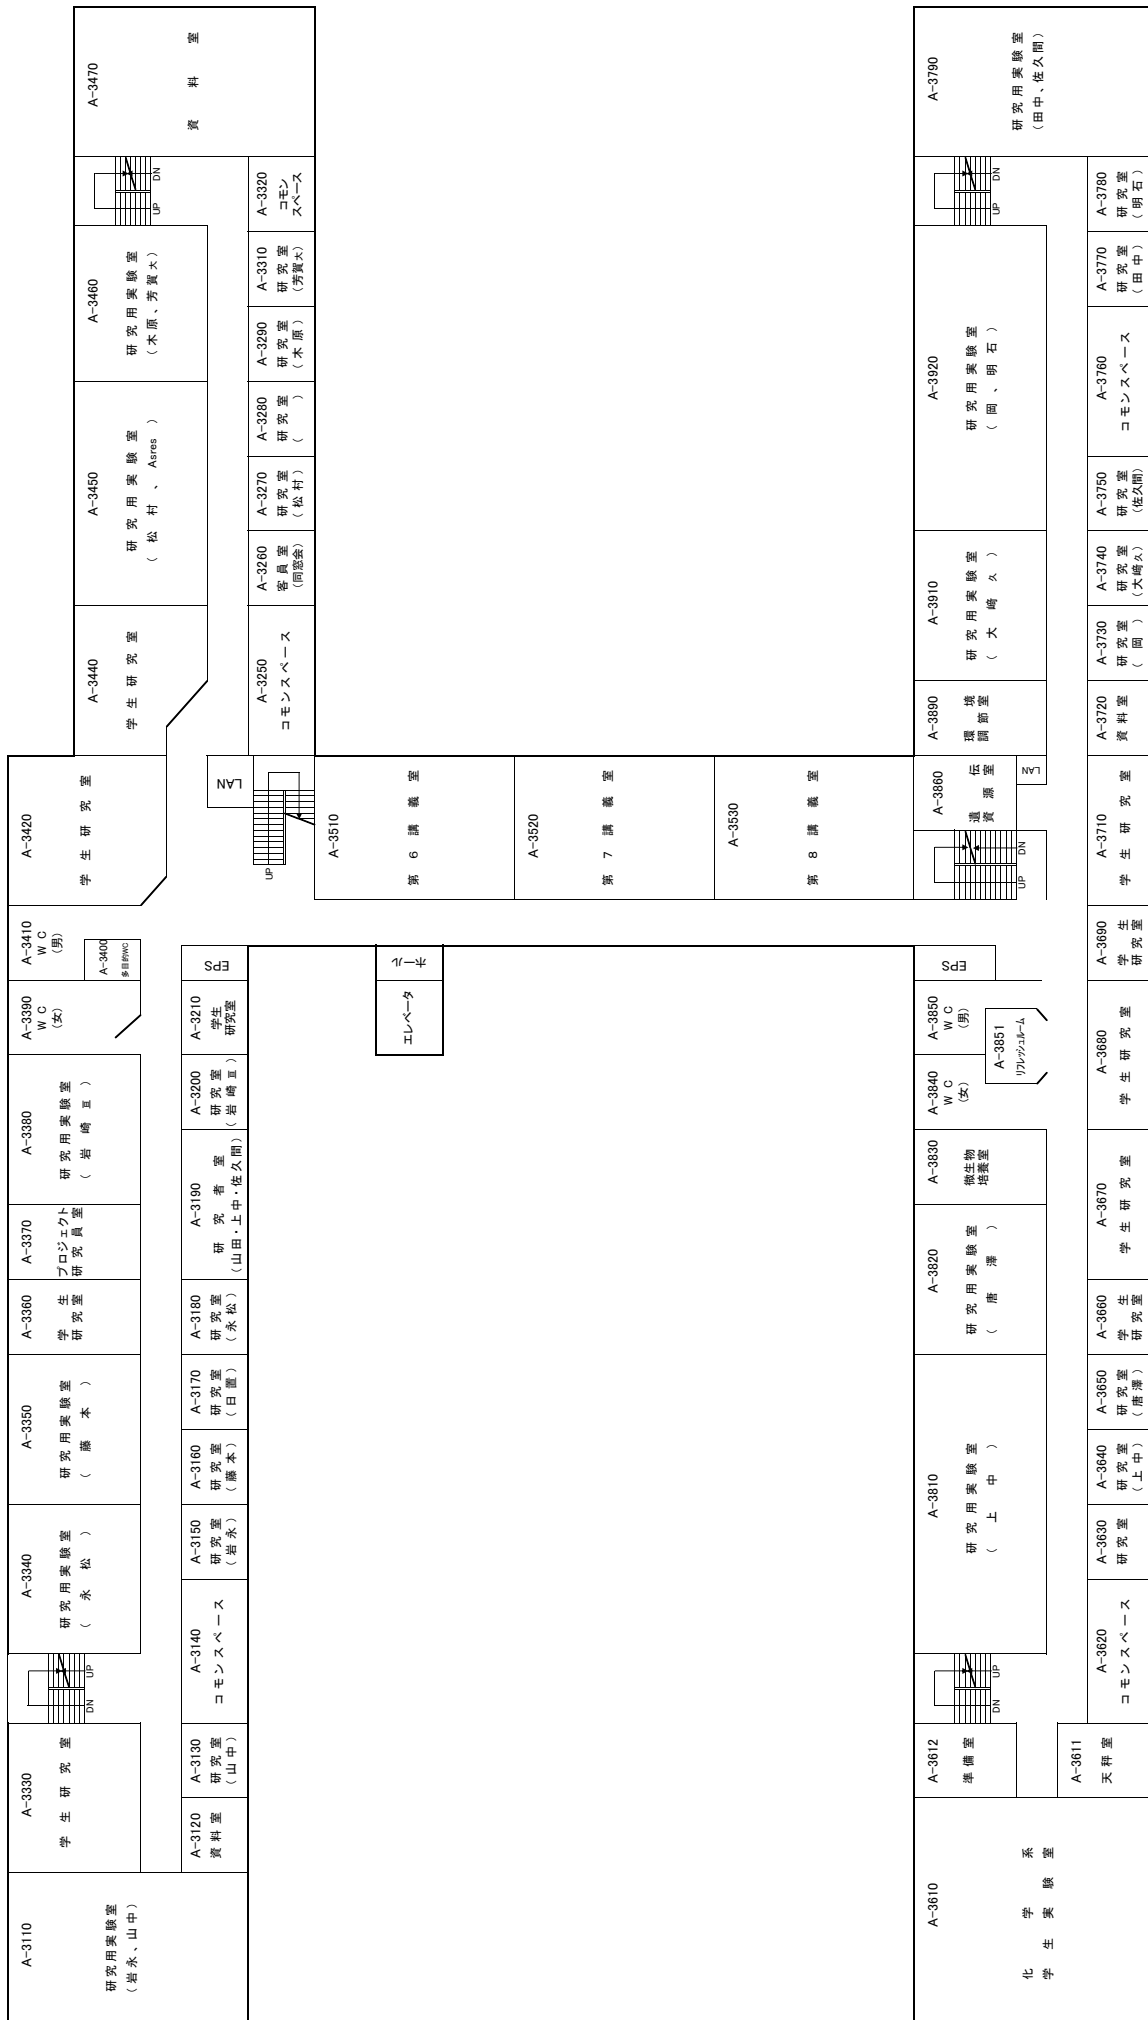 A-3470
資料室
DN
UP
A-3460
研究用実験室
(木原、芳賀大)
A-3450
研究用実験室
(松村、Asres)
A-3440
学生研究室
A-3420
学生研究室
A-3410
WC
(男)
A-3400
多目的WC
A-3390
WC
(女)
A-3380
研究用実験室
(岩崎亘)
A-3370
プロジェクト
研究員室
A-3360
学生
研究室
A-3350
研究用実験室
(藤本)
A-3340
研究用実験室
(永松)
UP
DN
A-3330
学生研究室
A-3110
研究用実験室
(岩永、山中)
A-3320
コモン
スペース
A-3310
研究室
(芳賀大)
A-3290
研究室
(木原)
A-3280
研究室
( )
A-3270
研究室
(松村)
A-3260
客員室
(同窓会)
A-3250
コモンスペース
LAN
UP
EPS
A-3210
学生
研究室
A-3200
研究室
(岩崎亘)
A-3190
研究者室
(山田・上中・佐久間)
A-3180
研究室
(永松)
A-3170
研究室
(日置)
A-3160
研究室
(藤本)
A-3150
研究室
(岩永)
A-3140
コモンスペース
A-3130
研究室
(山中)
A-3120
資料室
A-3510
第6講義室
A-3520
第7講義室
A-3530
第8講義室
ホール
エレベータ
A-3790
研究用実験室
(田中、佐久間)
DN
UP
A-3920
研究用実験室
(岡、明石)
A-3910
研究用実験室
(大崎久)
A-3890
環境
調節室
A-3860
遺伝
資源室
LAN
DN
UP
EPS
A-3850
WC
(男)
A-3851
リフレッシュルーム
A-3840
WC
(女)
A-3830
微生物
培養室
A-3820
研究用実験室
(唐澤)
A-3810
研究用実験室
(上中)
UP
DN
A-3612
準備室
A-3611
天秤室
A-3610
化学系
学生実験室
A-3780
研究室
(明石)
A-3770
研究室
(田中)
A-3760
コモンスペース
A-3750
研究室
(佐久間)
A-3740
研究室
(大崎久)
A-3730
研究室
(岡)
A-3720
資料室
A-3710
学生研究室
A-3690
学生
研究室
A-3680
学生研究室
A-3670
学生研究室
A-3660
学生
研究室
A-3650
研究室
(唐澤)
A-3640
研究室
(上中)
A-3630
研究室
A-3620
コモンスペース